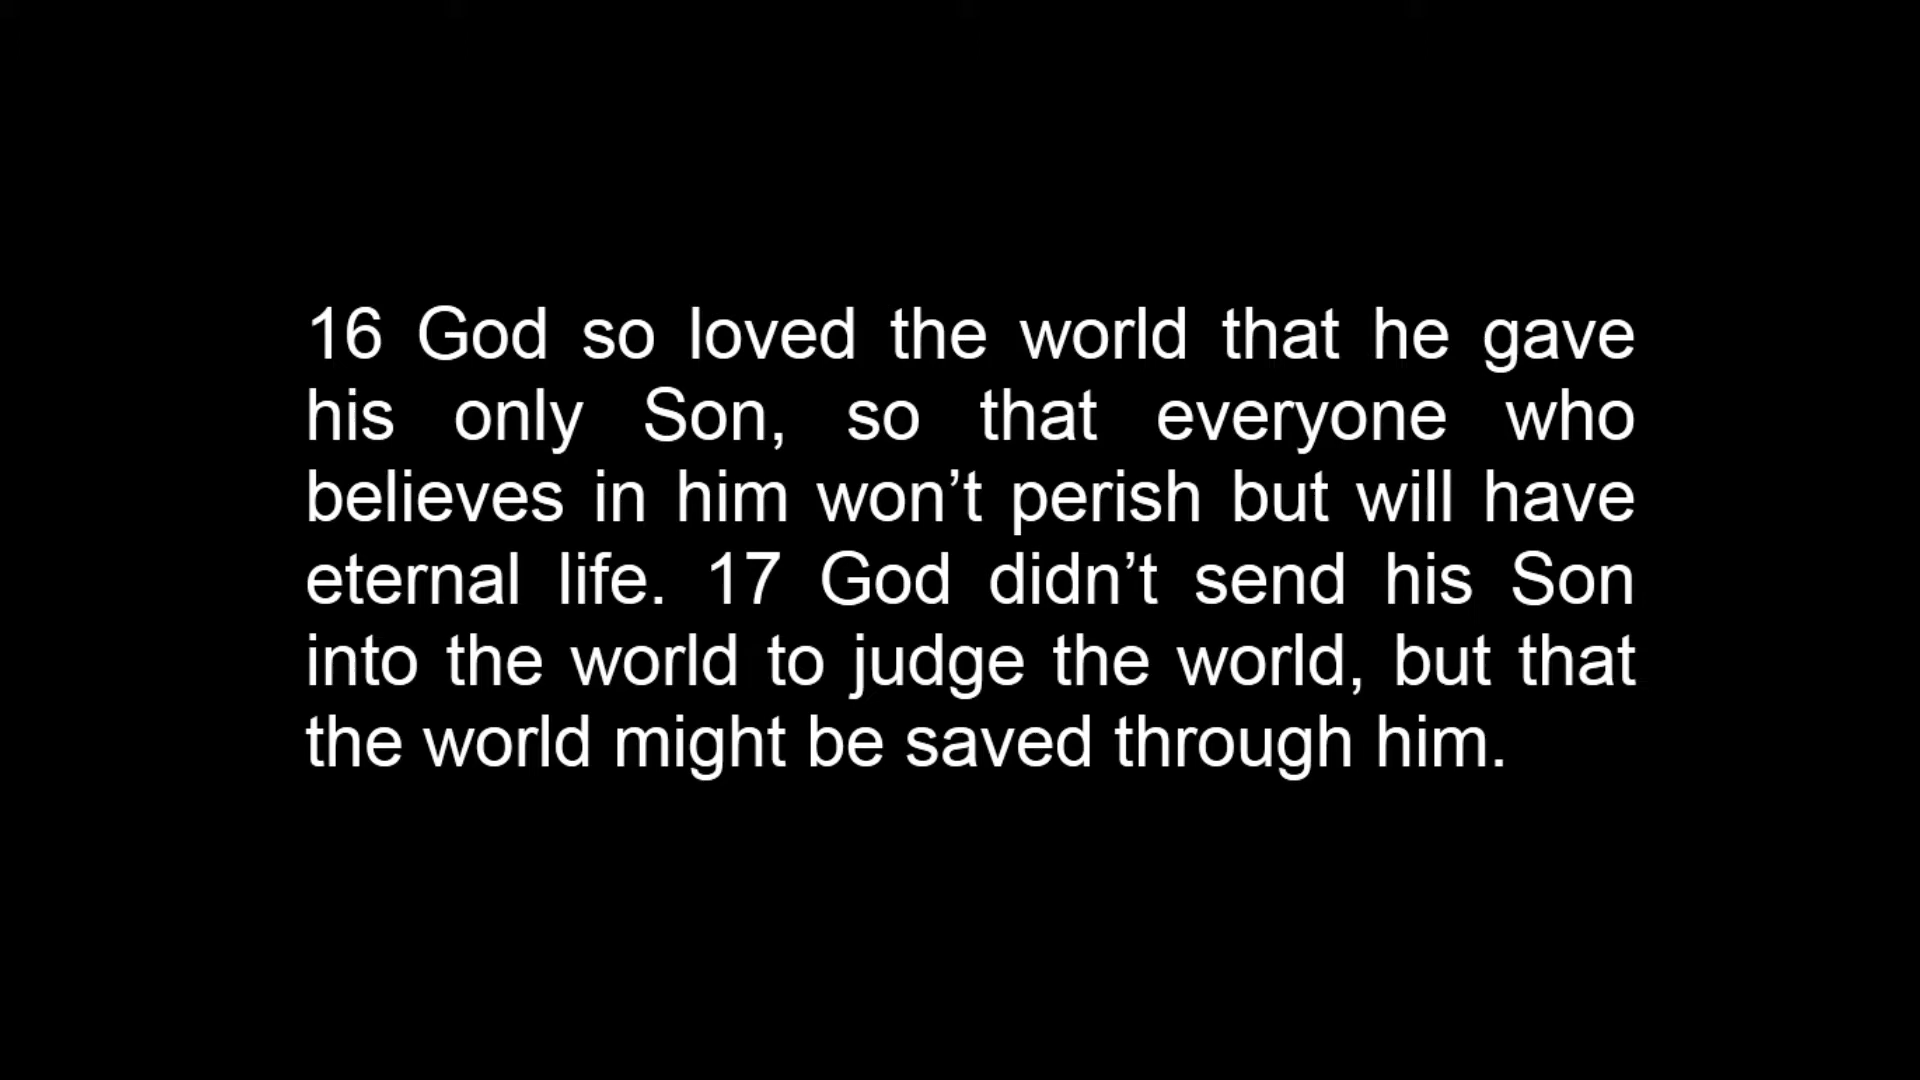 16 God so loved the world that he gave
his only Son, so that everyone who
believes in him won’t perish but will have
eternal life. 17 God didn’t send his Son
into the world to judge the world, but that
the world might be saved through him.